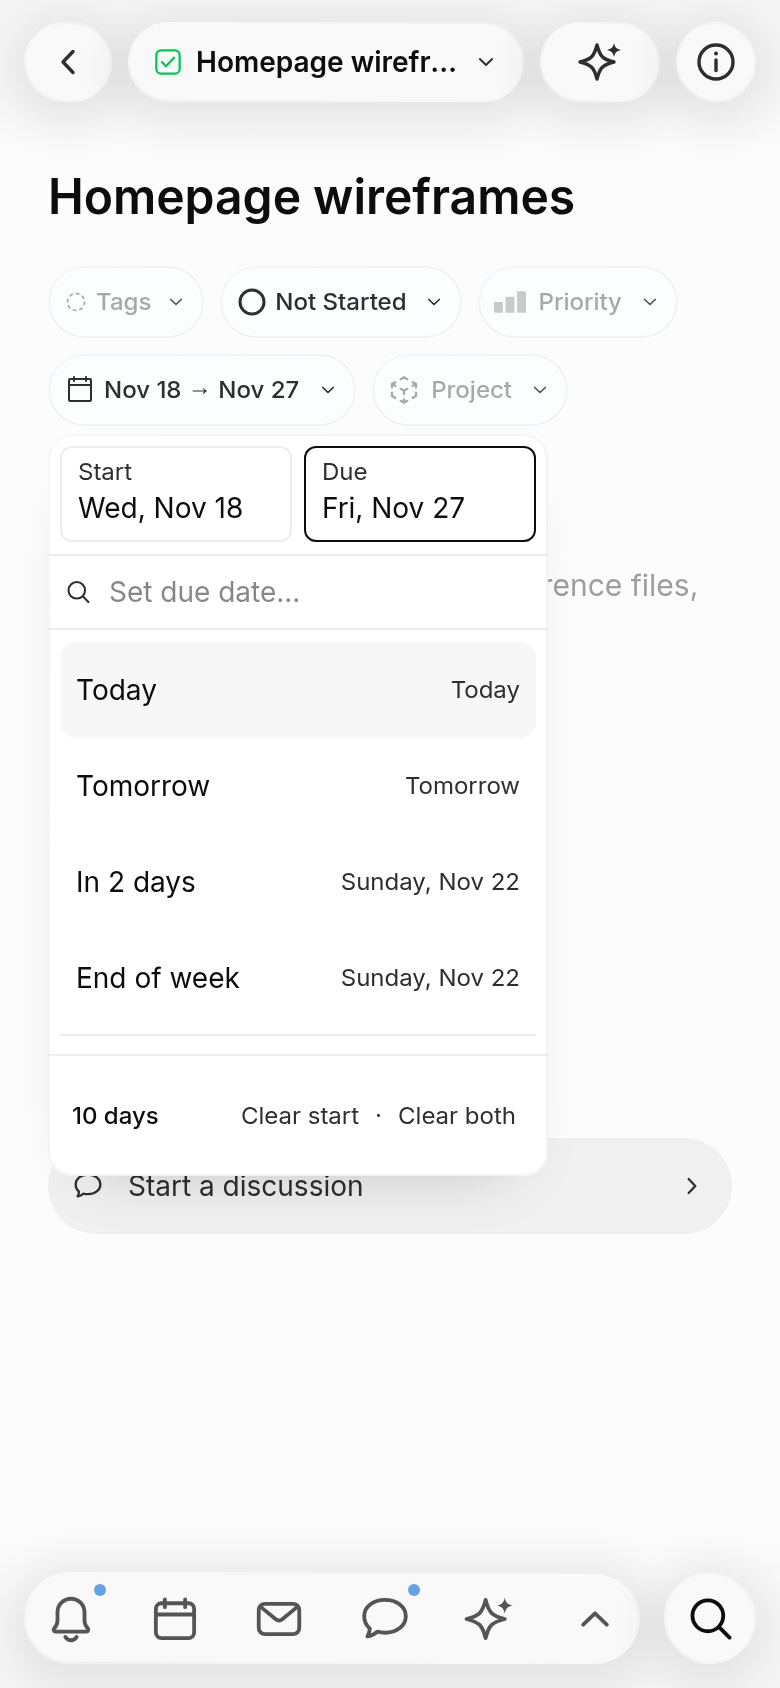 Homepage wirefr...
Homepage wireframes
Tags
Not Started
Priority
Nov 18 → Nov 27
Project
Start
Wed, Nov 18
Due
Fri, Nov 27
Set due date...
rence files,
Today Today
Tomorrow Tomorrow
In 2 days Sunday, Nov 22
End of week Sunday, Nov 22
10 days Clear start · Clear both
Start a discussion